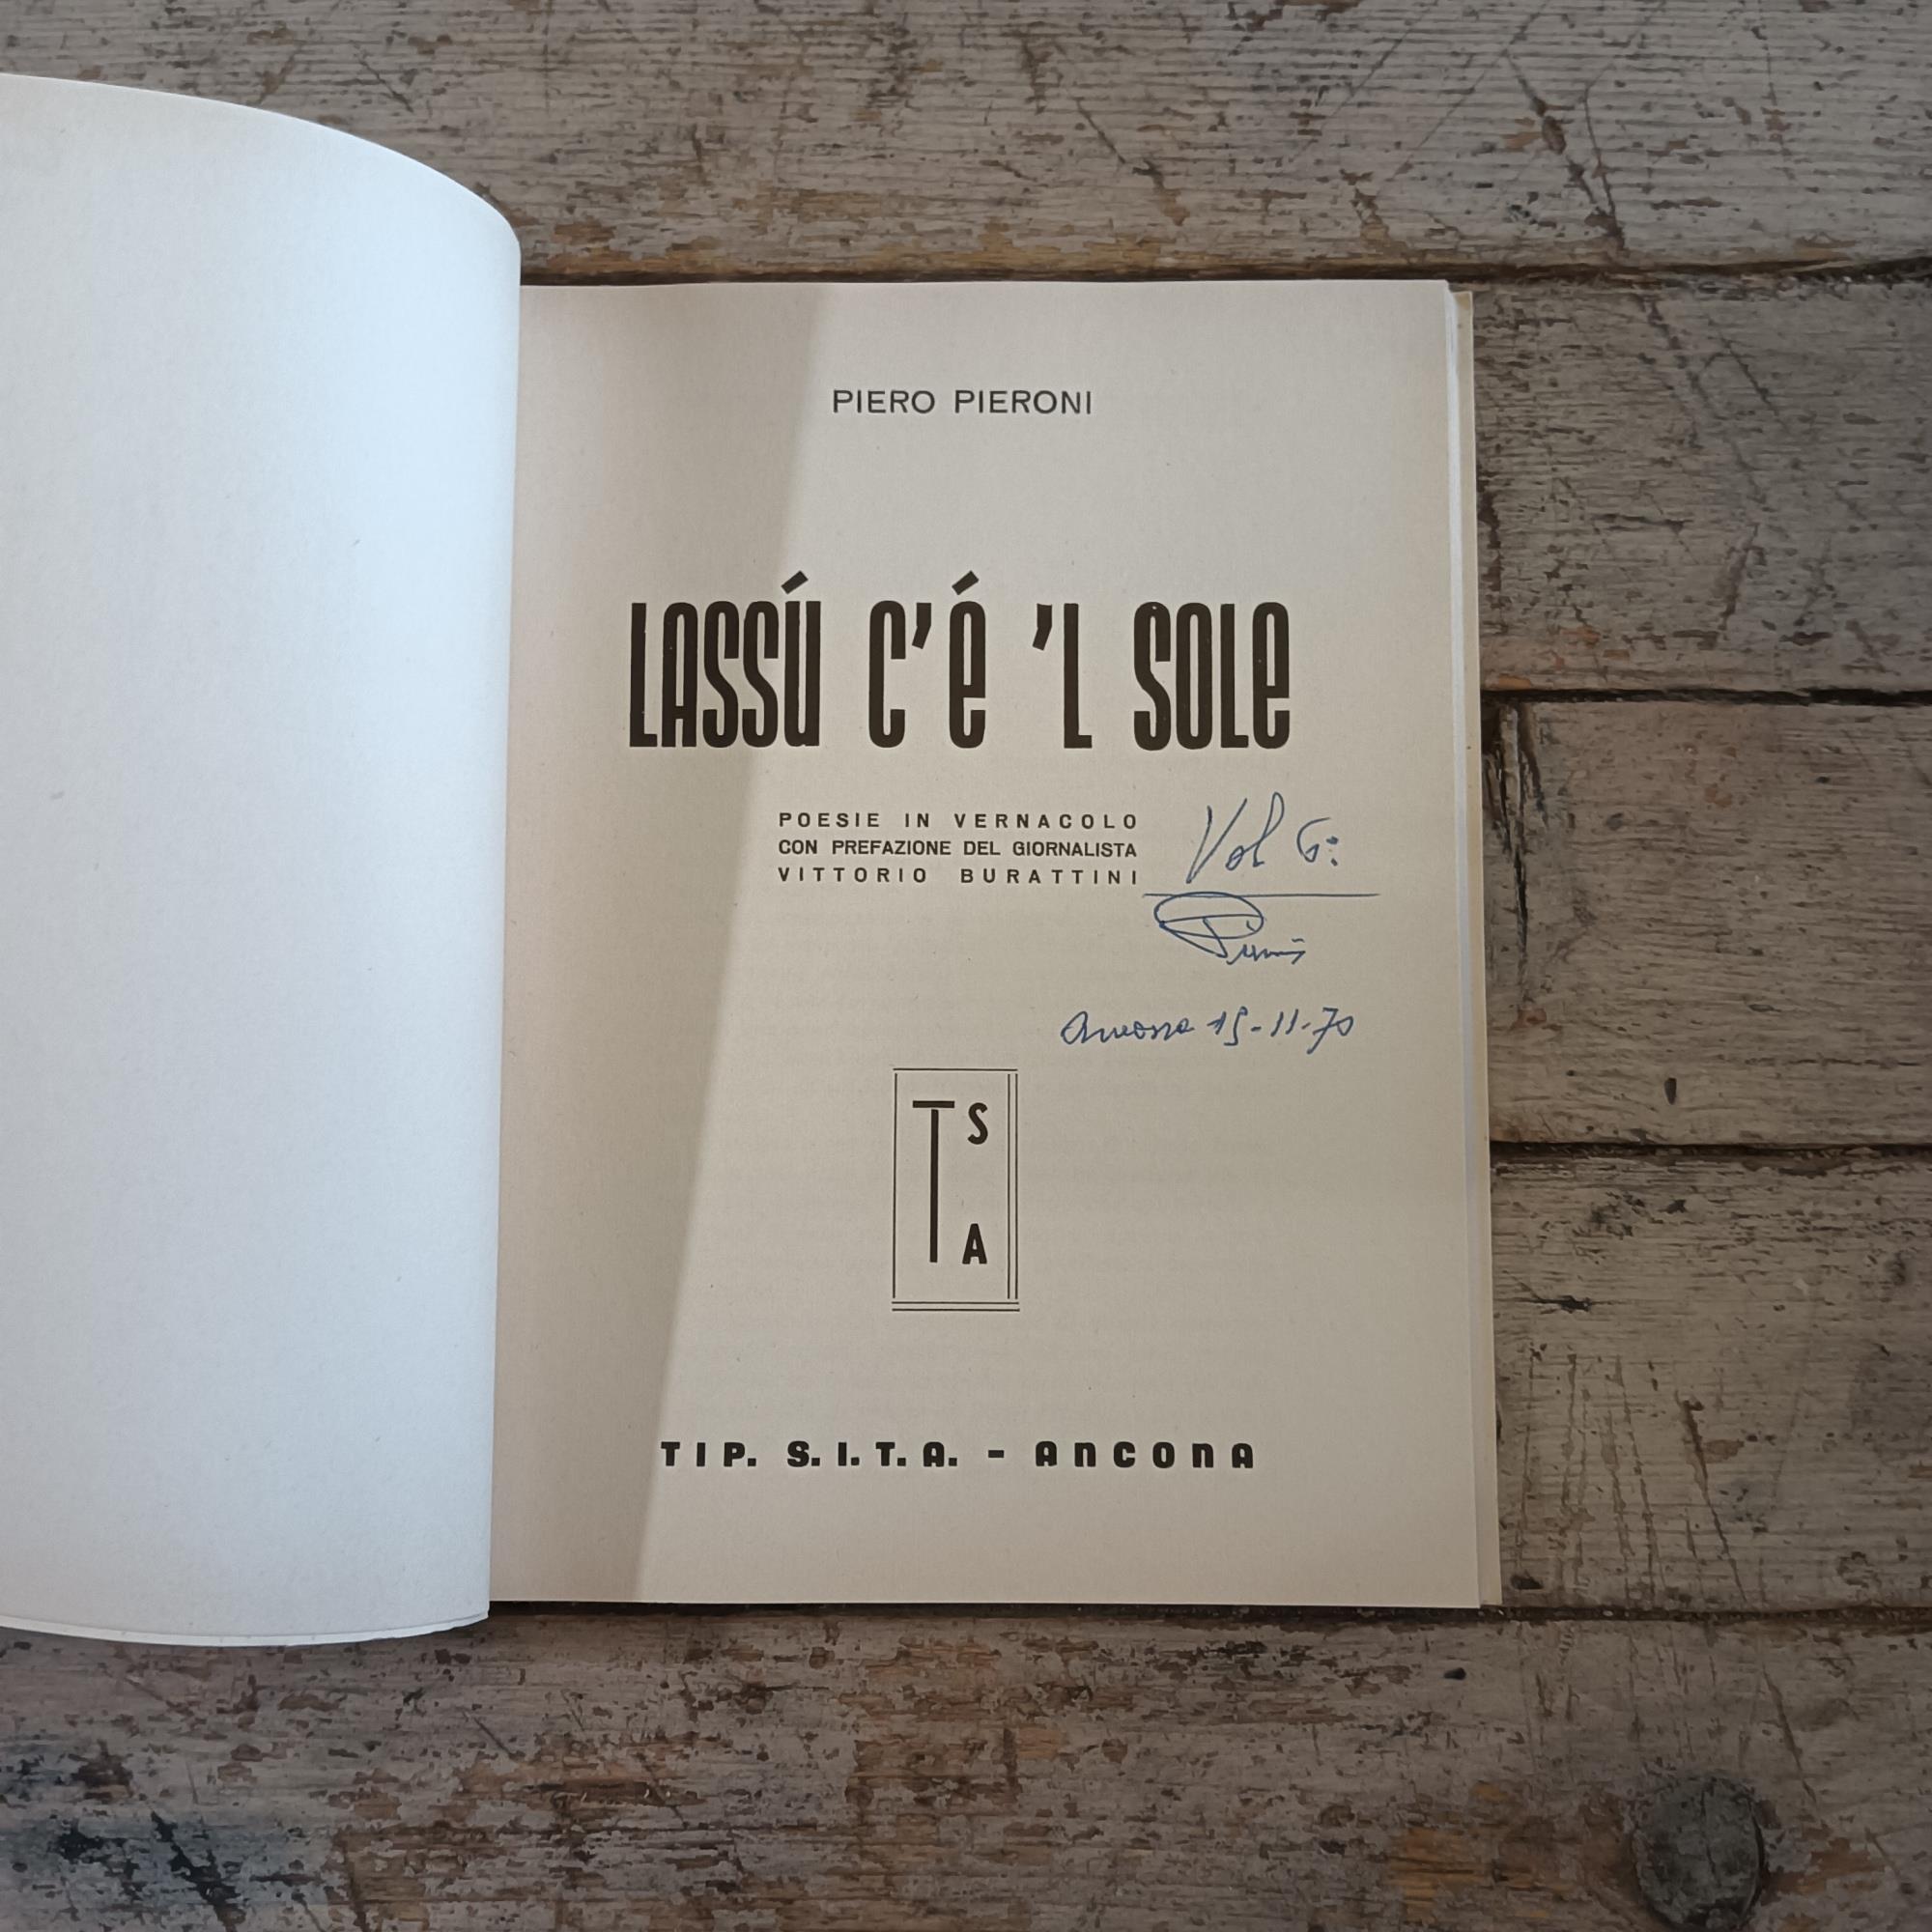 PIERO PIERONI
LASSÚ C'É 'L SOLE
POESIE IN VERNACOLO
CON PREFAZIONE DEL GIORNALISTA
VITTORIO BURATTINI
Vol 6:
Ancona 15-11-70
T S
A
TIP. S.I.T.A. - ANCONA